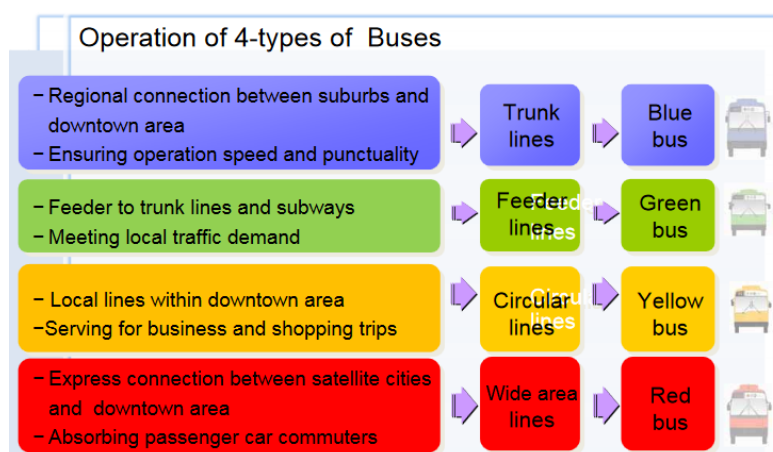 Operation of 4-types of Buses
– Regional connection between suburbs and
downtown area
– Ensuring operation speed and punctuality
Trunk
lines
Blue
bus
– Feeder to trunk lines and subways
– Meeting local traffic demand
Feeder
lines
Green
bus
– Local lines within downtown area
–Serving for business and shopping trips
Circular
lines
Yellow
bus
– Express connection between satellite cities
and downtown area
– Absorbing passenger car commuters
Wide area
lines
Red
bus